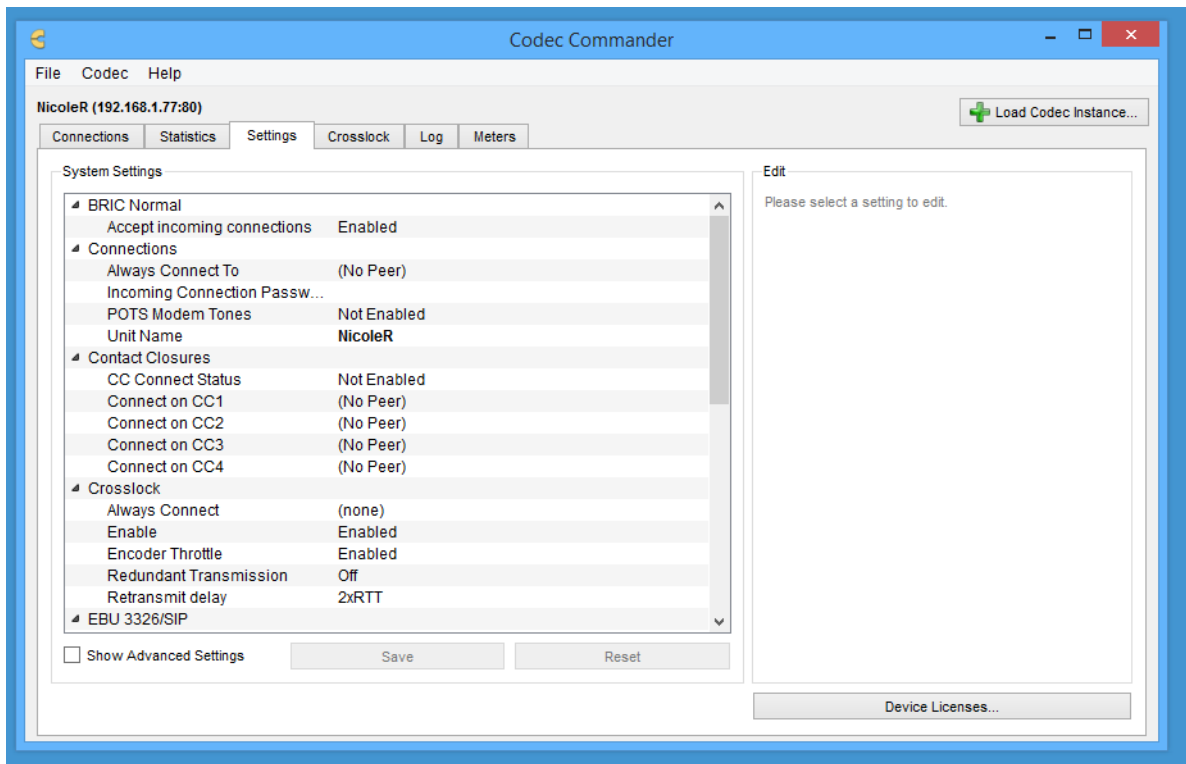 Codec Commander
File Codec Help
NicoleR (192.168.1.77:80)
Load Codec Instance...
Connections Statistics Settings Crosslock Log Meters
System Settings
BRIC Normal
Accept incoming connections Enabled
Connections
Always Connect To (No Peer)
Incoming Connection Passw...
POTS Modem Tones Not Enabled
Unit Name NicoleR
Contact Closures
CC Connect Status Not Enabled
Connect on CC1 (No Peer)
Connect on CC2 (No Peer)
Connect on CC3 (No Peer)
Connect on CC4 (No Peer)
Crosslock
Always Connect (none)
Enable Enabled
Encoder Throttle Enabled
Redundant Transmission Off
Retransmit delay 2xRTT
EBU 3326/SIP
Show Advanced Settings Save Reset
Edit
Please select a setting to edit.
Device Licenses...